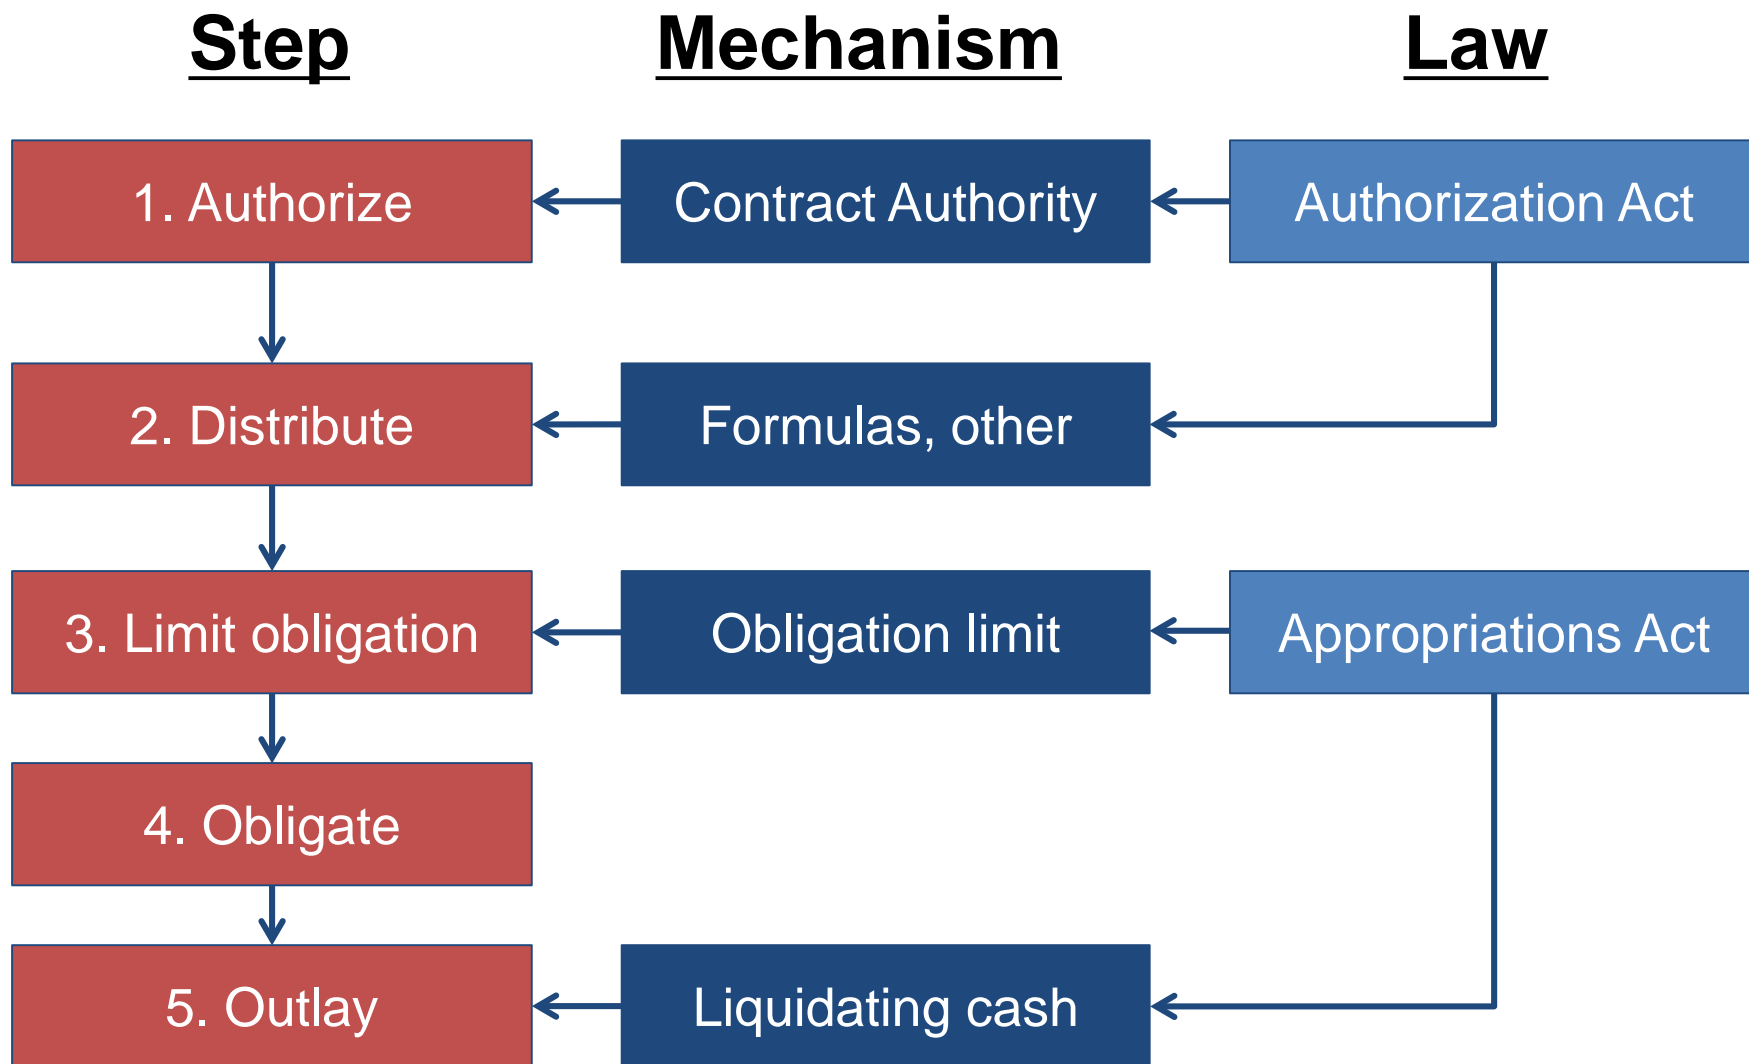 Step
Mechanism
Law
1. Authorize
Contract Authority
Authorization Act
2. Distribute
Formulas, other
3. Limit obligation
Obligation limit
Appropriations Act
4. Obligate
5. Outlay
Liquidating cash